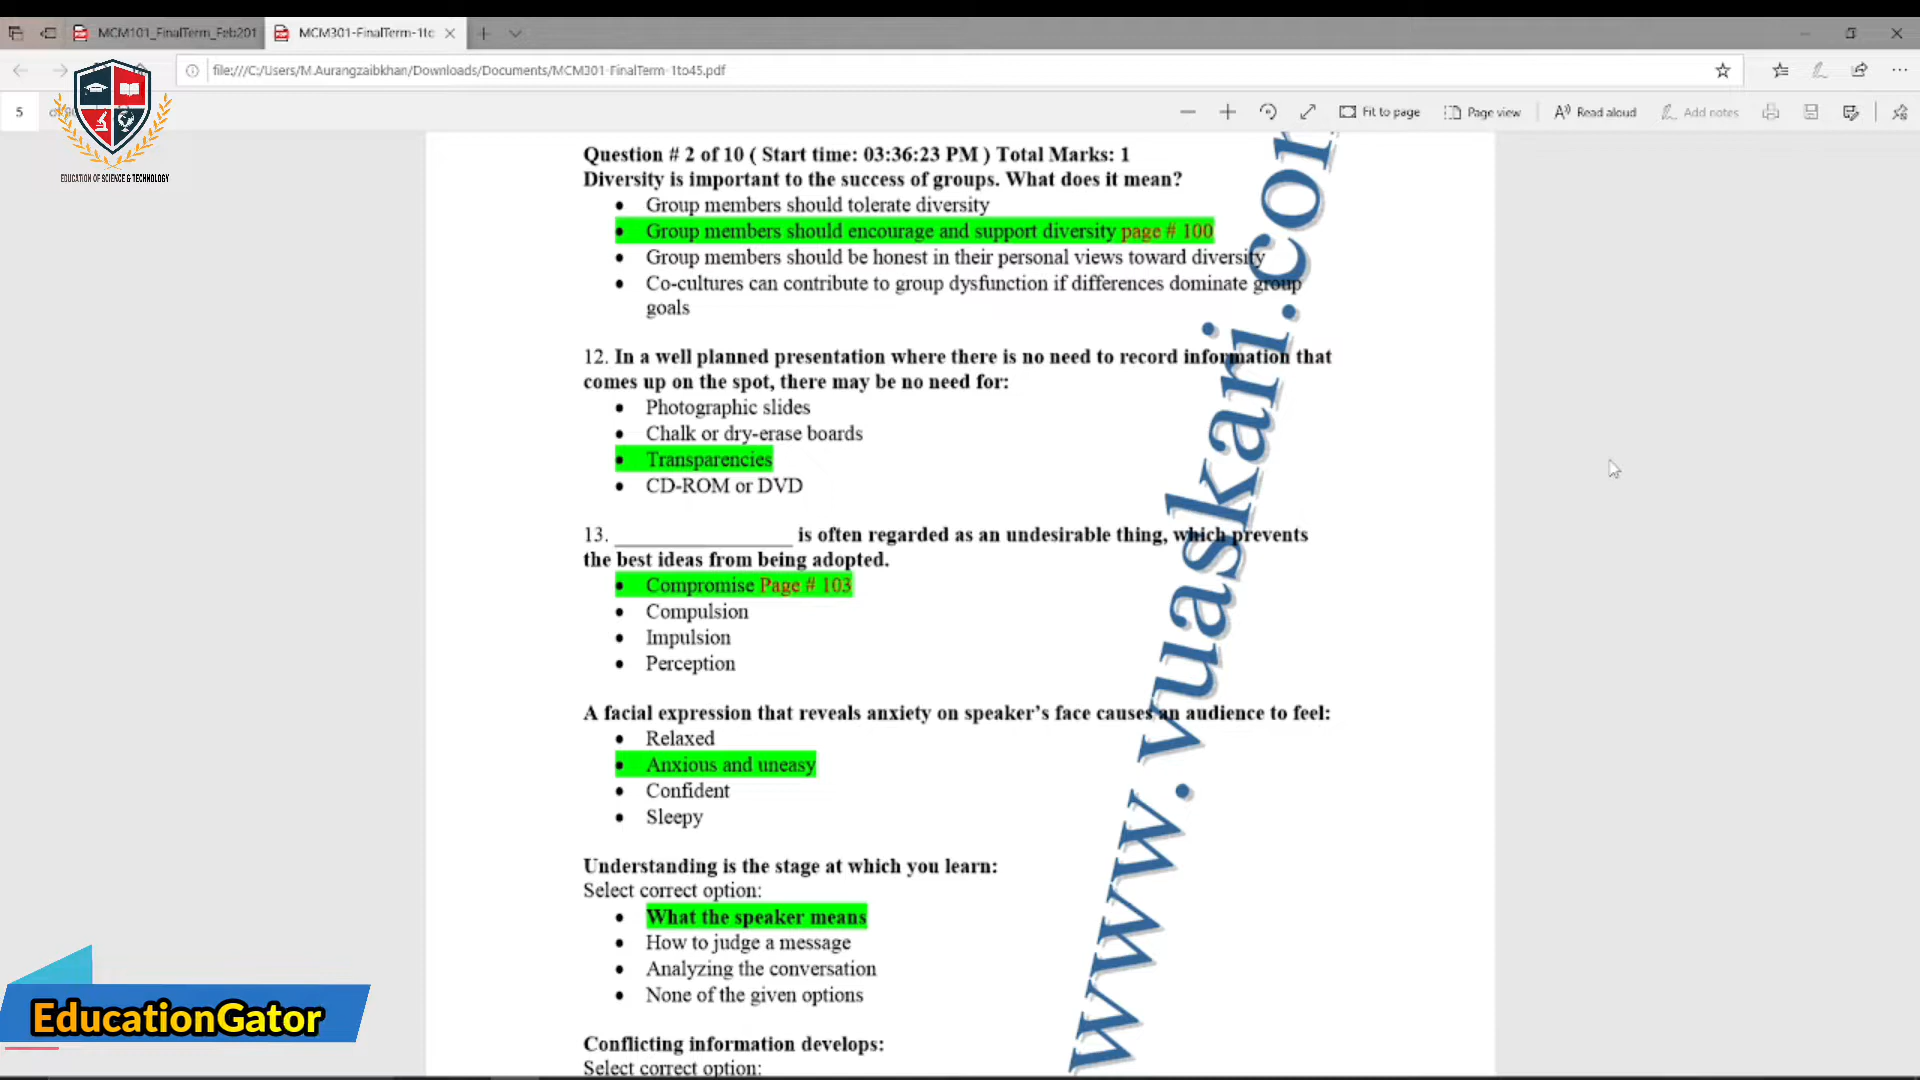 MCM101_FinalTerm_Feb201
MCM301-FinalTerm-1to
file:///C:/Users/M.Aurangzaibkhan/Downloads/Documents/MCM301-FinalTerm-1to45.pdf
5
Fit to page
Page view
Read aloud
Add notes
EDUCATION OF SCIENCE & TECHNOLOGY
Question # 2 of 10 ( Start time: 03:36:23 PM ) Total Marks: 1
Diversity is important to the success of groups. What does it mean?
• Group members should tolerate diversity
• Group members should encourage and support diversity page # 100
• Group members should be honest in their personal views toward diversity
• Co-cultures can contribute to group dysfunction if differences dominate group
goals
12. In a well planned presentation where there is no need to record information that
comes up on the spot, there may be no need for:
• Photographic slides
• Chalk or dry-erase boards
• Transparencies
• CD-ROM or DVD
13. _________________ is often regarded as an undesirable thing, which prevents
the best ideas from being adopted.
• Compromise Page # 103
• Compulsion
• Impulsion
• Perception
A facial expression that reveals anxiety on speaker’s face causes an audience to feel:
• Relaxed
• Anxious and uneasy
• Confident
• Sleepy
Understanding is the stage at which you learn:
Select correct option:
• What the speaker means
• How to judge a message
• Analyzing the conversation
• None of the given options
Conflicting information develops:
Select correct option:
www.vuaskari.com
EducationGator